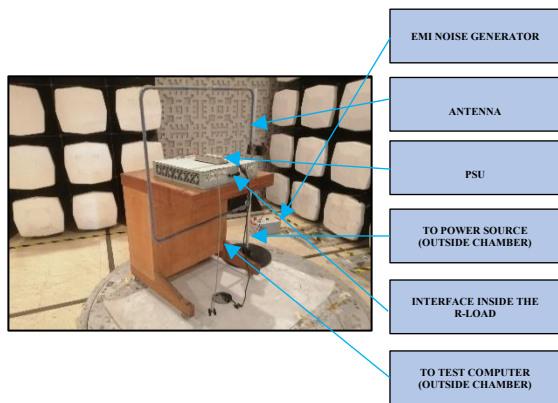 EMI NOISE GENERATOR
ANTENNA
PSU
TO POWER SOURCE
(OUTSIDE CHAMBER)
INTERFACE INSIDE THE
R-LOAD
TO TEST COMPUTER
(OUTSIDE CHAMBER)